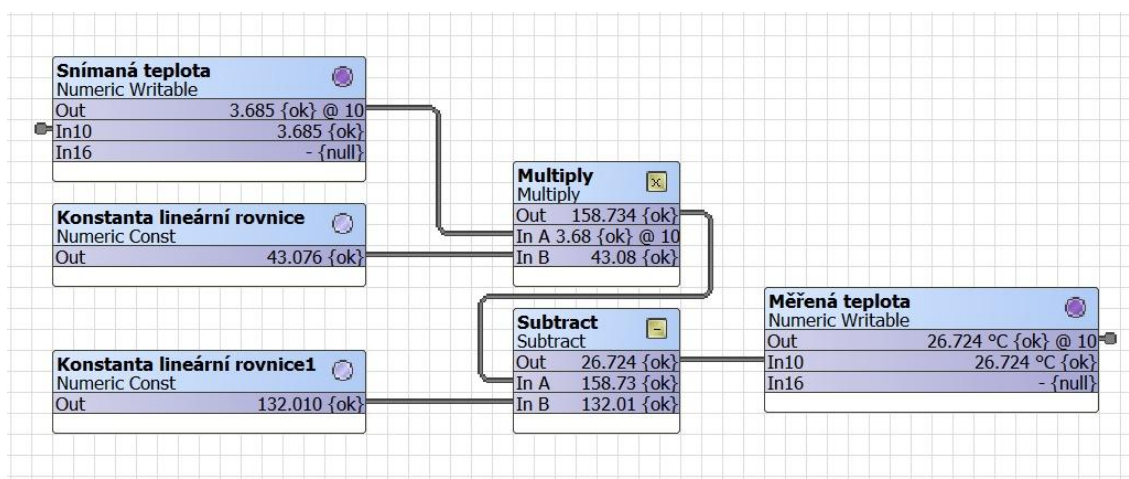 Snímaná teplota
Numeric Writable
Out 3.685 {ok} @ 10
In10 3.685 {ok}
In16 - {null}
Konstanta lineární rovnice
Numeric Const
Out 43.076 {ok}
Konstanta lineární rovnice1
Numeric Const
Out 132.010 {ok}
Multiply
Multiply
Out 158.734 {ok}
In A 3.68 {ok} @ 10
In B 43.08 {ok}
Subtract
Subtract
Out 26.724 {ok}
In A 158.73 {ok}
In B 132.01 {ok}
Měřená teplota
Numeric Writable
Out 26.724 °C {ok} @ 10
In10 26.724 °C {ok}
In16 - {null}